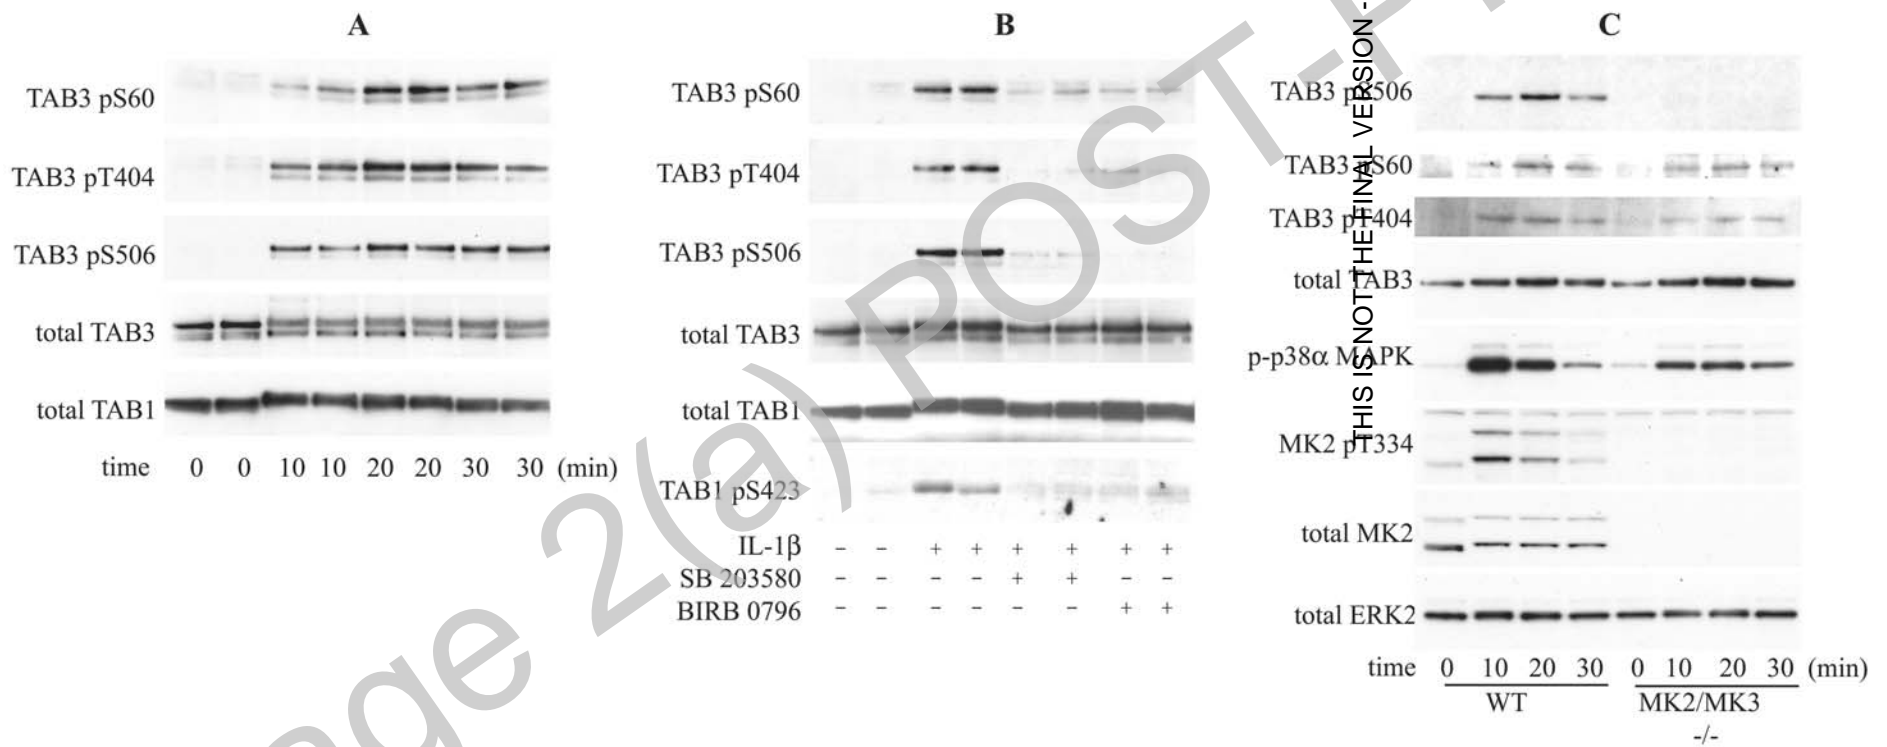 A
TAB3 pS60
TAB3 pT404
TAB3 pS506
total TAB3
total TAB1
time 0 0 10 10 20 20 30 30 (min)
B
TAB3 pS60
TAB3 pT404
TAB3 pS506
total TAB3
total TAB1
TAB1 pS423
IL-1β − − + + + + + +
SB 203580 − − − − + + − −
BIRB 0796 − − − − − − + +
C
TAB3 pS506
TAB3 pS60
TAB3 pT404
total TAB3
p-p38α MAPK
MK2 pT334
total MK2
total ERK2
time 0 10 20 30 0 10 20 30 (min)
WT MK2/MK3
-/-
THIS IS NOT THE FINAL VERSION -
age 2(a) POST-P